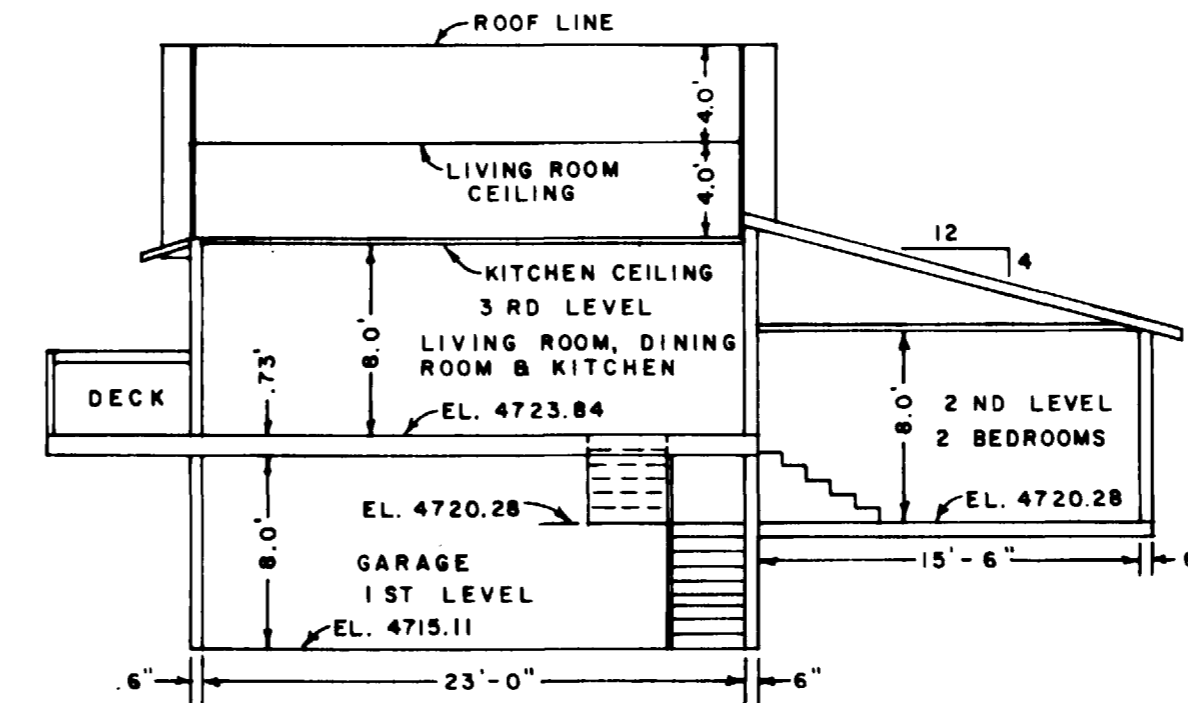 ROOF LINE
4.0'
LIVING ROOM
CEILING
4.0'
12
4
KITCHEN CEILING
3 RD LEVEL
LIVING ROOM, DINING
ROOM & KITCHEN
8.0'
.73'
DECK
EL. 4723.84
8.0'
2 ND LEVEL
2 BEDROOMS
EL. 4720.28
EL. 4720.28
8.0'
GARAGE
1 ST LEVEL
EL. 4715.11
15'-6"
6
.6"
23'-0"
6"